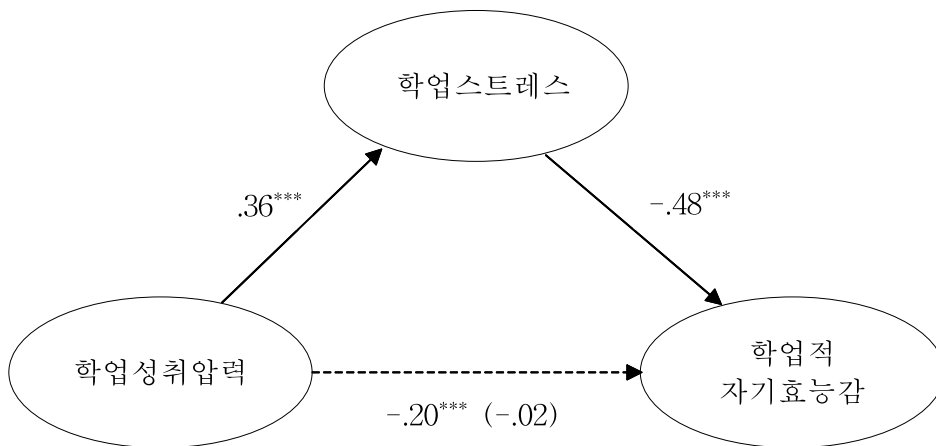 학업스트레스
.36***
-.48***
학업성취압력
학업적
자기효능감
-.20*** (-.02)